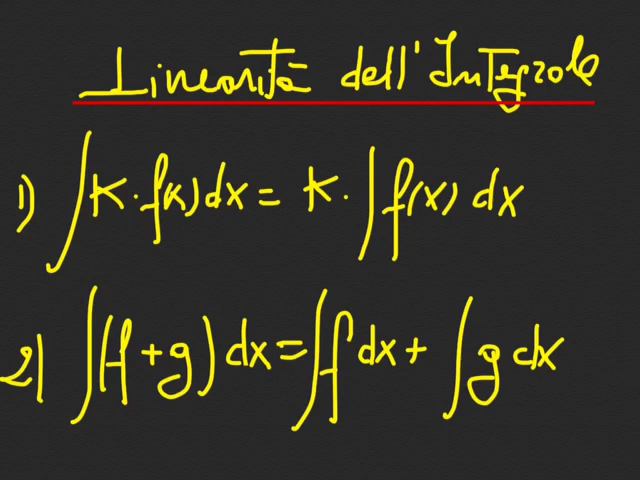 Linearità dell'Integrale
1) ∫ K · f(x) dx = K · ∫ f(x) dx
2) ∫ (f + g) dx = ∫ f dx + ∫ g dx